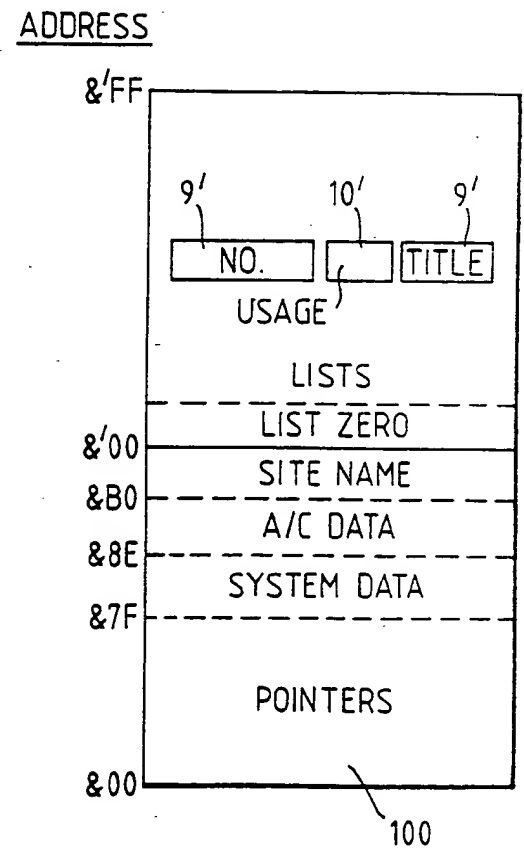 ADDRESS
&'FF
9' 10' 9'
NO. TITLE
USAGE
LISTS
LIST ZERO
&'00
SITE NAME
&B0
A/C DATA
&8E
SYSTEM DATA
&7F
POINTERS
&00
100